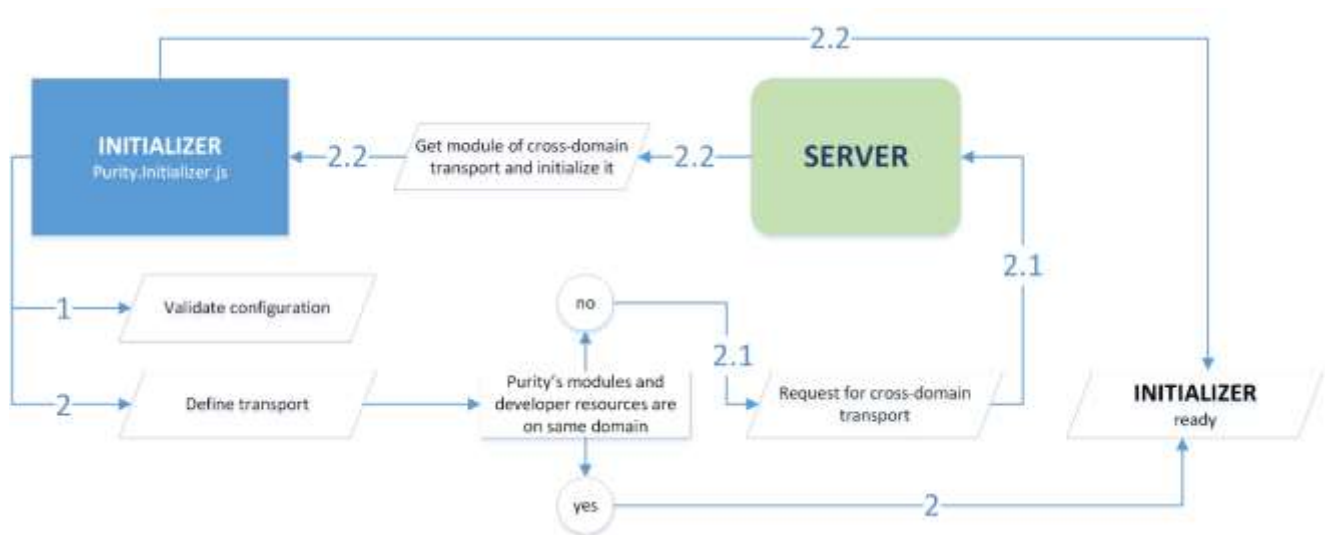 2.2
INITIALIZER
Purity.Initializer.js
2.2
Get module of cross-domain
transport and initialize it
2.2
SERVER
2.1
1
Validate configuration
no
2.1
2
Define transport
Purity's modules and
developer resources are
on same domain
Request for cross-domain
transport
INITIALIZER
ready
yes
2